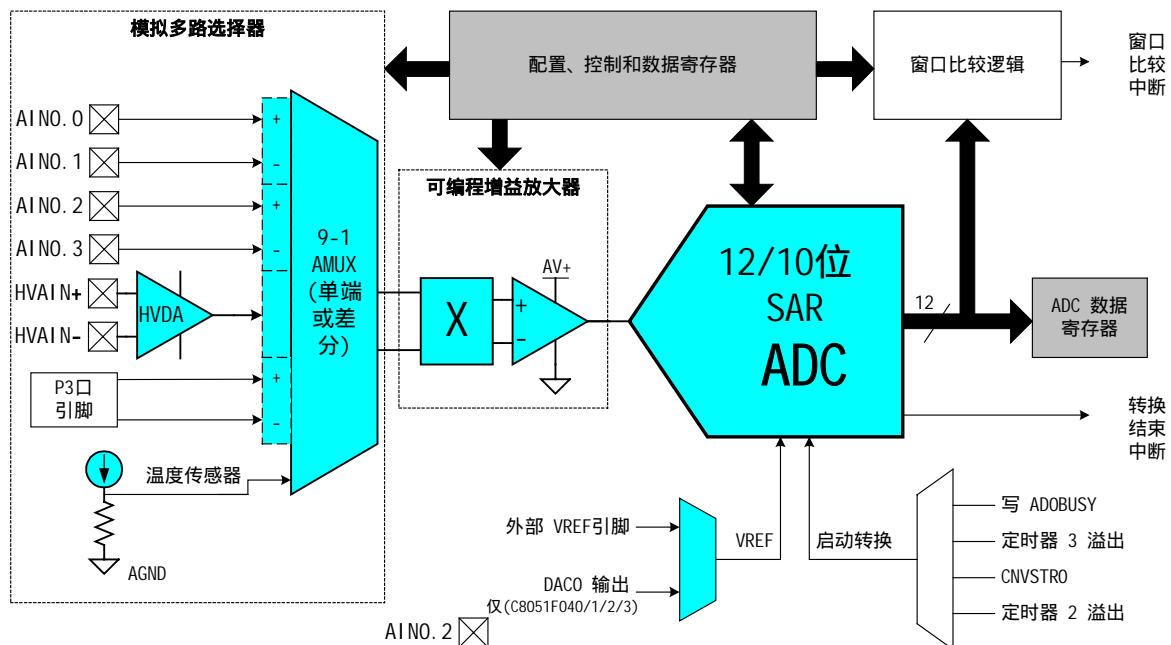 模拟多路选择器
配置、控制和数据寄存器
窗口比较逻辑
窗口
比较
中断
AIN0.0
AIN0.1
AIN0.2
AIN0.3
HVAIN+
HVAIN-
HVDA
P3口
引脚
温度传感器
AGND
+
-
+
-
+
-
9-1
AMUX
(单端
或差
分)
可编程增益放大器
X
AV+
+
-
12/10位
SAR
ADC
12
ADC 数据
寄存器
转换
结束
中断
外部 VREF引脚
VREF
DAC0 输出
仅(C8051F040/1/2/3)
启动转换
写 AD0BUSY
定时器 3 溢出
CNVSTR0
定时器 2 溢出
AIN0.2